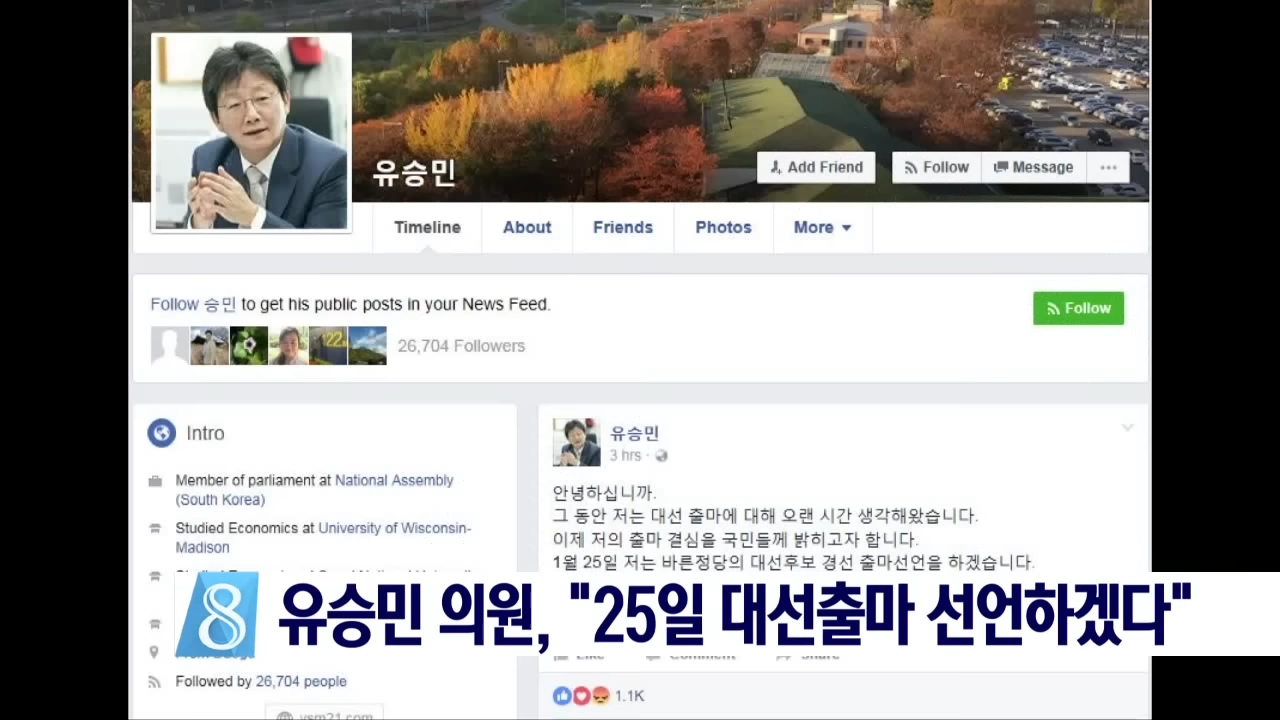 유승민
Add Friend
Follow
Message
Timeline
About
Friends
Photos
More
Follow 승민 to get his public posts in your News Feed.
Follow
26,704 Followers
Intro
Member of parliament at National Assembly
(South Korea)
Studied Economics at University of Wisconsin-
Madison
Followed by 26,704 people
ysm21.com
유승민
3 hrs ·
안녕하십니까.
그 동안 저는 대선 출마에 대해 오랜 시간 생각해왔습니다.
이제 저의 출마 결심을 국민들께 밝히고자 합니다.
1월 25일 저는 바른정당의 대선후보 경선 출마선언을 하겠습니다.
8 유승민 의원, "25일 대선출마 선언하겠다"
Like Comment Share
1.1K